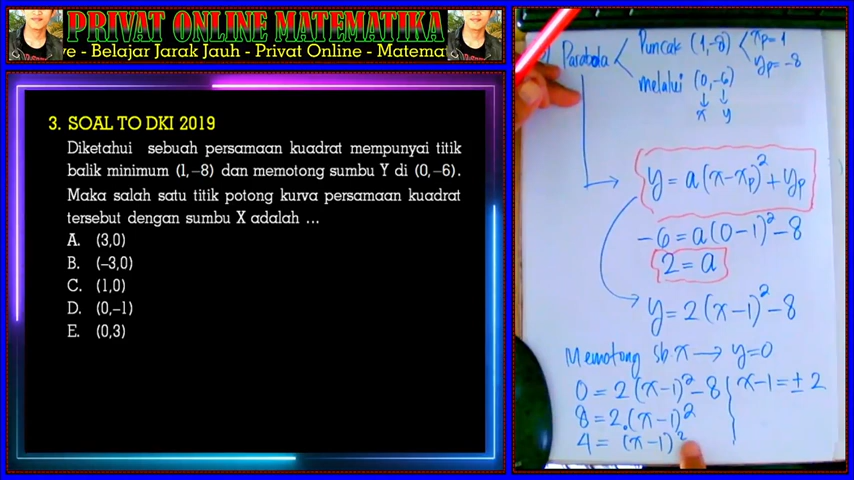 PRIVAT ONLINE MATEMATIKA
ve - Belajar Jarak Jauh - Privat Online - Matemat
3. SOAL TO DKI 2019
Diketahui sebuah persamaan kuadrat mempunyai titik
balik minimum (1,−8) dan memotong sumbu Y di (0,−6).
Maka salah satu titik potong kurva persamaan kuadrat
tersebut dengan sumbu X adalah ...
A. (3,0)
B. (−3,0)
C. (1,0)
D. (0,−1)
E. (0,3)
Parabola < Puncak (1,-8) < xp = 1
yp = -8
melalui (0,-6)
↓ ↓
x y
y = a(x-xp)² + yp
-6 = a(0-1)² - 8
2 = a
y = 2(x-1)² - 8
Memotong sb x → y=0
0 = 2(x-1)² - 8
8 = 2.(x-1)²
4 = (x-1)²
x-1 = ± 2